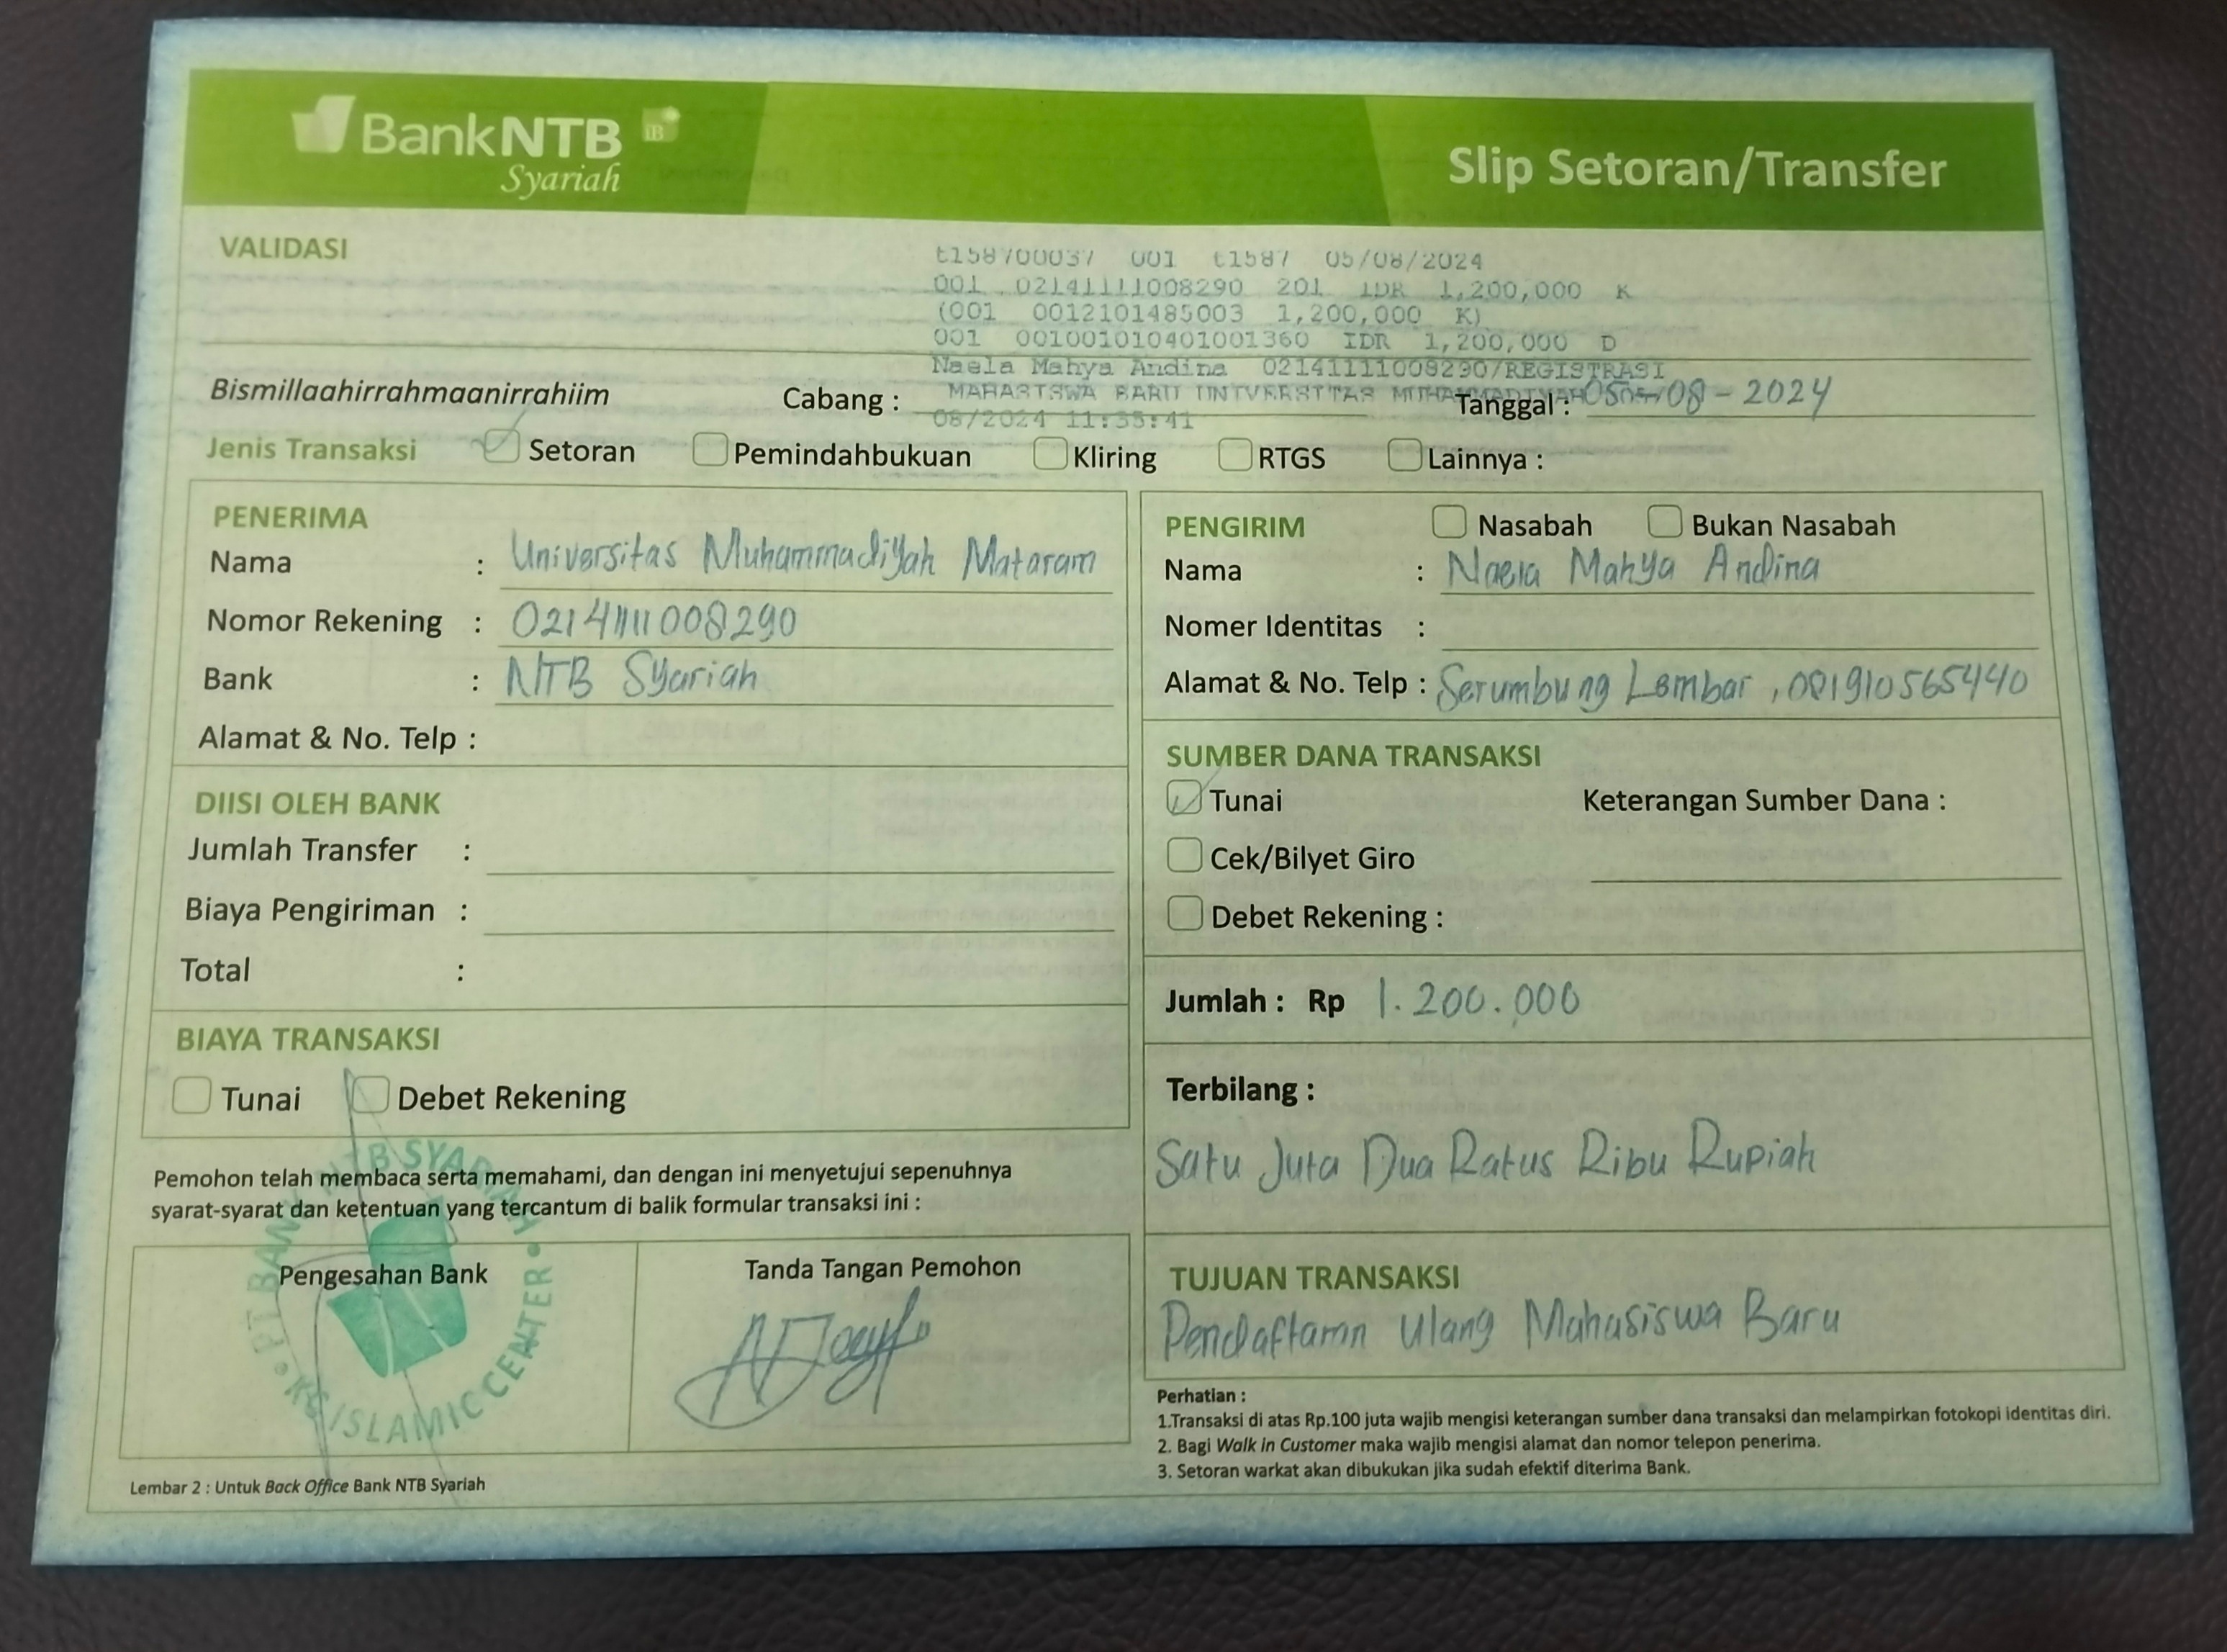 BankNTB iB
Syariah
Slip Setoran/Transfer
VALIDASI
t158700037 001 t1587 05/08/2024
001 02141111008290 201 IDR 1,200,000 K
(001 0012101485003 1,200,000 K)
001 001001010401001360 IDR 1,200,000 D
Naela Mahya Andina 02141111008290/REGISTRASI
MAHASISWA BARU UNIVERSITAS MUHAMMADIYAH
08/2024 11:35:41
Bismillaahirrahmaanirrahiim
Cabang :
Tanggal : 05-08-2024
Jenis Transaksi Setoran Pemindahbukuan Kliring RTGS Lainnya :
PENERIMA
Nama : Universitas Muhammadiyah Mataram
Nomor Rekening : 02141111008290
Bank : NTB Syariah
Alamat & No. Telp :
DIISI OLEH BANK
Jumlah Transfer :
Biaya Pengiriman :
Total :
BIAYA TRANSAKSI
Tunai Debet Rekening
Pemohon telah membaca serta memahami, dan dengan ini menyetujui sepenuhnya
syarat-syarat dan ketentuan yang tercantum di balik formular transaksi ini :
Pengesahan Bank
PT BANK NTB SYARIAH
KC ISLAMIC CENTER
Tanda Tangan Pemohon
Lembar 2 : Untuk Back Office Bank NTB Syariah
PENGIRIM Nasabah Bukan Nasabah
Nama : Naela Mahya Andina
Nomer Identitas :
Alamat & No. Telp : Serumbung Lembar, 081910565440
SUMBER DANA TRANSAKSI
Tunai Keterangan Sumber Dana :
Cek/Bilyet Giro
Debet Rekening :
Jumlah : Rp 1.200.000
Terbilang :
Satu Juta Dua Ratus Ribu Rupiah
TUJUAN TRANSAKSI
Pendaftaran Ulang Mahasiswa Baru
Perhatian :
1.Transaksi di atas Rp.100 juta wajib mengisi keterangan sumber dana transaksi dan melampirkan fotokopi identitas diri.
2. Bagi Walk in Customer maka wajib mengisi alamat dan nomor telepon penerima.
3. Setoran warkat akan dibukukan jika sudah efektif diterima Bank.